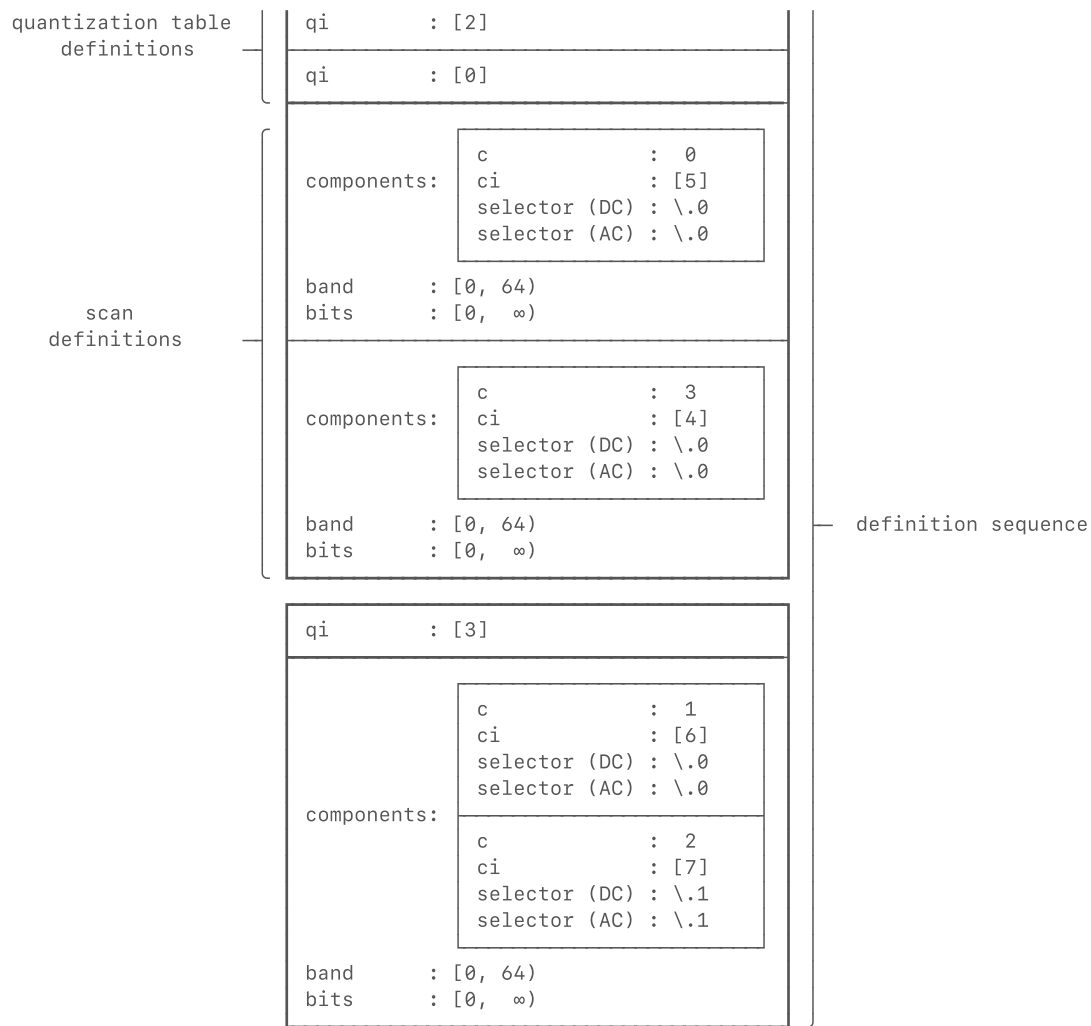 quantization table
definitions
qi : [2]
qi : [0]
scan
definitions
components:
c : 0
ci : [5]
selector (DC) : \.0
selector (AC) : \.0
band : [0, 64)
bits : [0, ∞)
components:
c : 3
ci : [4]
selector (DC) : \.0
selector (AC) : \.0
band : [0, 64)
bits : [0, ∞)
definition sequence
qi : [3]
components:
c : 1
ci : [6]
selector (DC) : \.0
selector (AC) : \.0
c : 2
ci : [7]
selector (DC) : \.1
selector (AC) : \.1
band : [0, 64)
bits : [0, ∞)